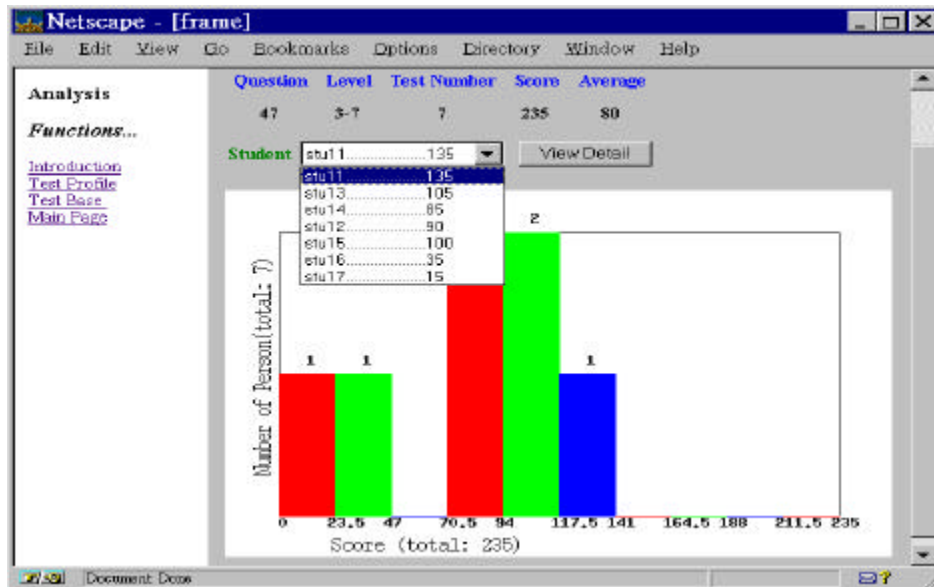 Netscape - [frame]
File Edit View Go Bookmarks Options Directory Window Help
Analysis
Functions...
Introduction
Test Profile
Test Base
Main Page
Question Level Test Number Score Average
47 3-7 7 235 80
Student stu11....................135 View Detail
stu11....................135
stu13....................105
stu14....................85
stu12....................90
stu15....................100
stu16....................35
stu17....................15
2
1 1 1
Number of Person(total: 7)
0 23.5 47 70.5 94 117.5 141 164.5 188 211.5 235
Score (total: 235)
Document: Done